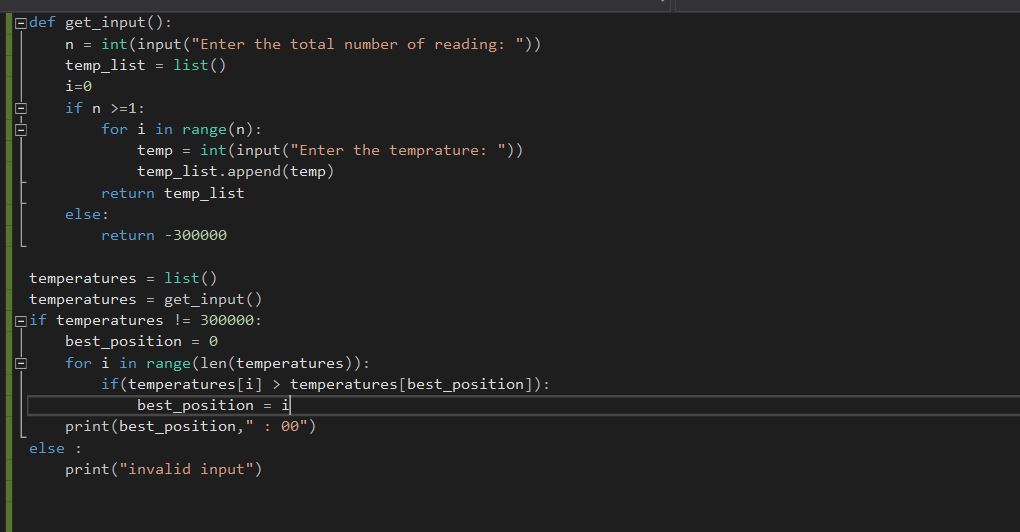 def get_input():
    n = int(input("Enter the total number of reading: "))
    temp_list = list()
    i=0
    if n >=1:
        for i in range(n):
            temp = int(input("Enter the temprature: "))
            temp_list.append(temp)
        return temp_list
    else:
        return -300000

temperatures = list()
temperatures = get_input()
if temperatures != 300000:
    best_position = 0
    for i in range(len(temperatures)):
        if(temperatures[i] > temperatures[best_position]):
            best_position = i
    print(best_position," : 00")
else :
    print("invalid input")